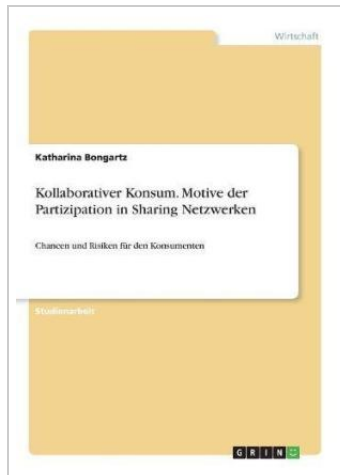 Wirtschaft
Katharina Bongartz
Kollaborativer Konsum. Motive der
Partizipation in Sharing Netzwerken
Chancen und Risiken für den Konsumenten
Studienarbeit
GRIN